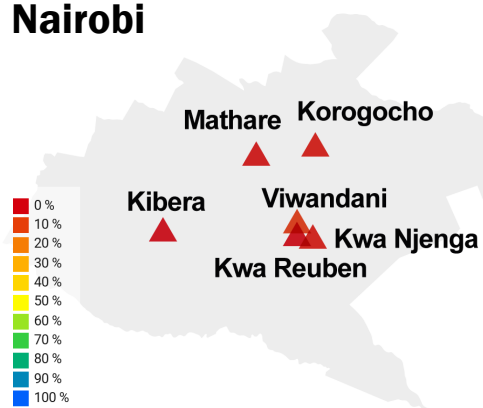 Nairobi
Korogocho
Mathare
Kibera
Viwandani
Kwa Njenga
Kwa Reuben
0 %
10 %
20 %
30 %
40 %
50 %
60 %
70 %
80 %
90 %
100 %